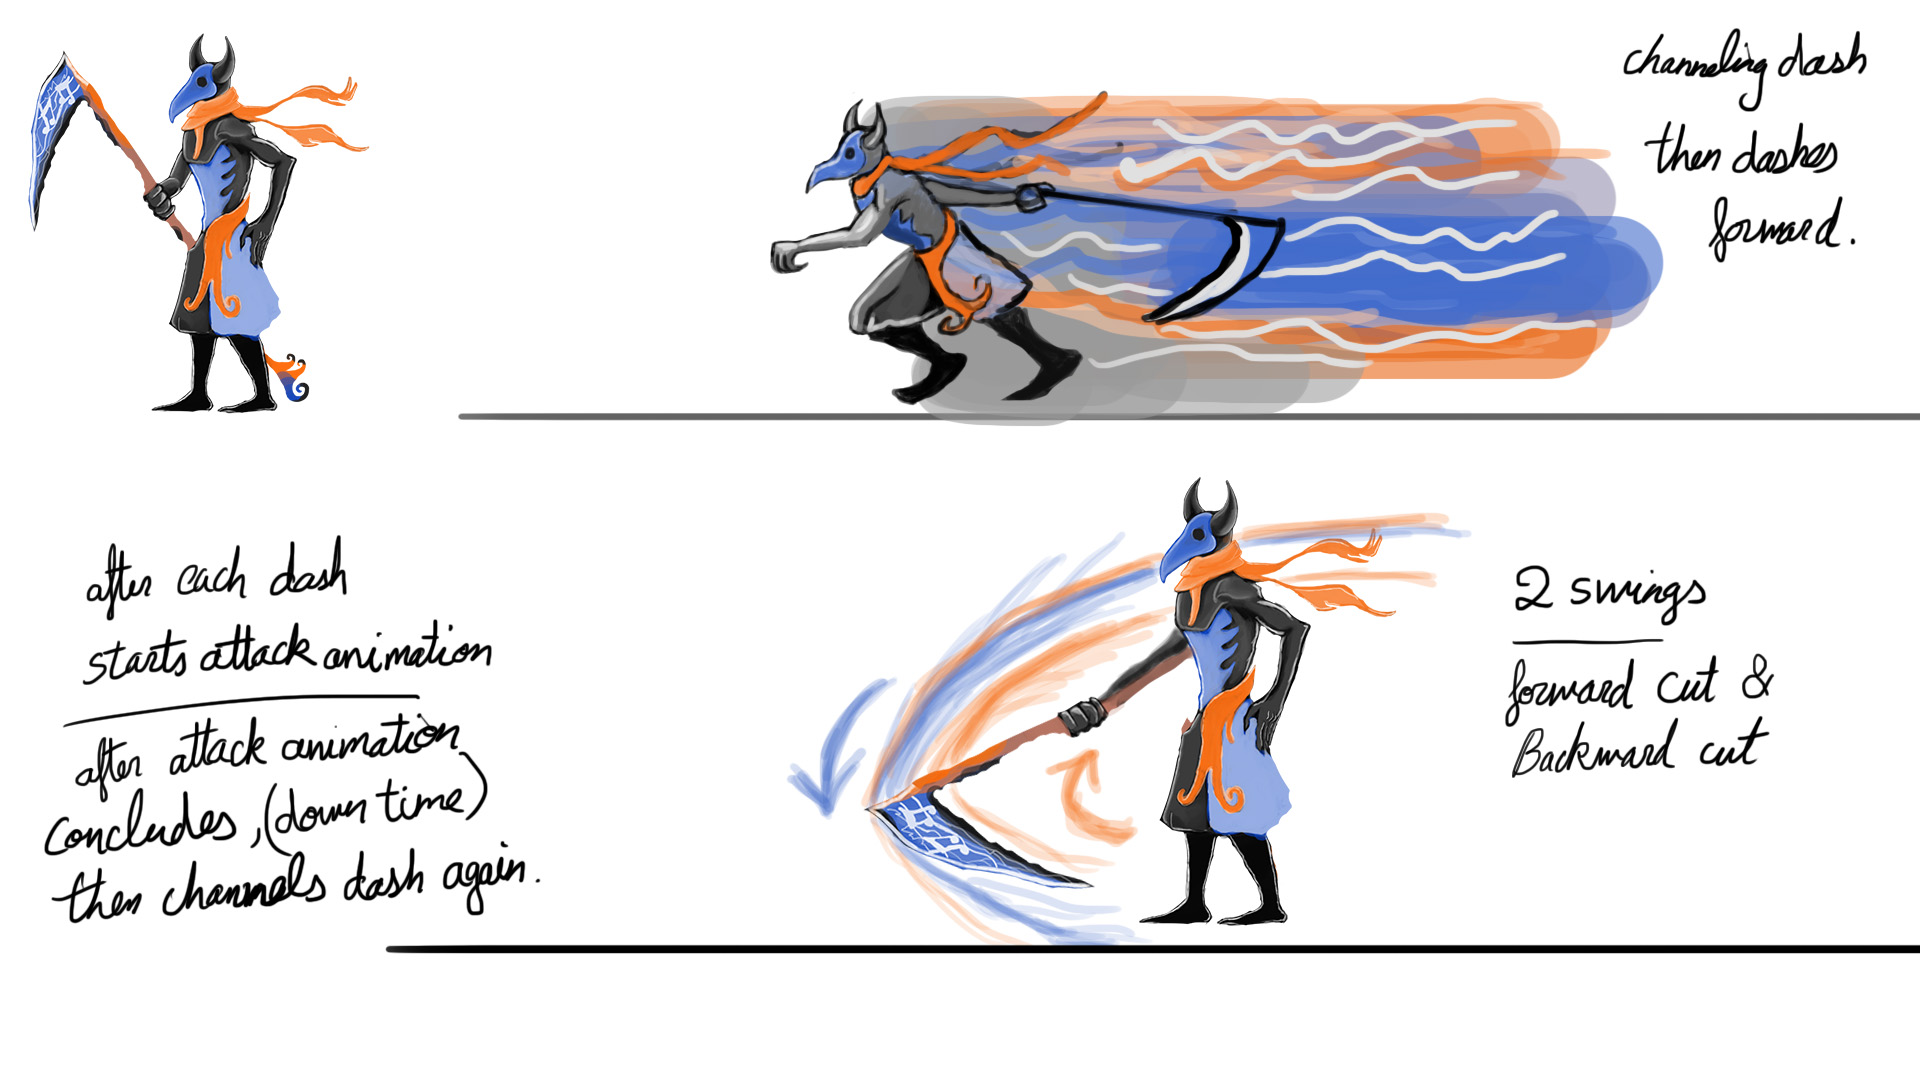 channeling dash
then dashes
forward.
after each dash
starts attack animation
after attack animation
concludes, (down time)
then channels dash again.
2 swings
forward cut &
Backward cut